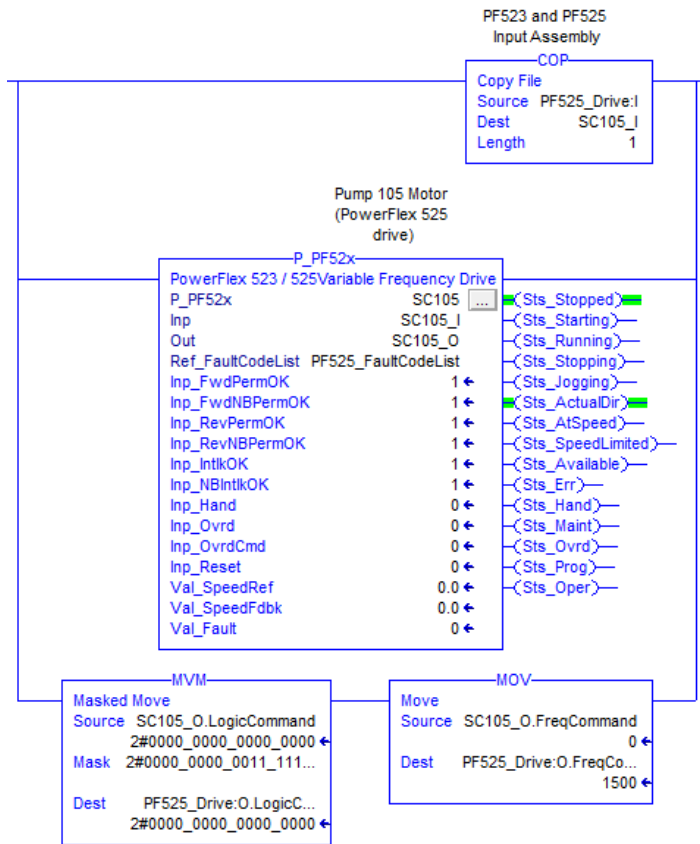 PF523 and PF525
Input Assembly
COP
Copy File
Source PF525_Drive:I
Dest SC105_I
Length 1
Pump 105 Motor
(PowerFlex 525
drive)
P_PF52x
PowerFlex 523 / 525Variable Frequency Drive
P_PF52x SC105 ... (Sts_Stopped)
Inp SC105_I (Sts_Starting)
Out SC105_O (Sts_Running)
Ref_FaultCodeList PF525_FaultCodeList (Sts_Stopping)
Inp_FwdPermOK 1 (Sts_Jogging)
Inp_FwdNBPermOK 1 (Sts_ActualDir)
Inp_RevPermOK 1 (Sts_AtSpeed)
Inp_RevNBPermOK 1 (Sts_SpeedLimited)
Inp_IntlkOK 1 (Sts_Available)
Inp_NBIntlkOK 1 (Sts_Err)
Inp_Hand 0 (Sts_Hand)
Inp_Ovrd 0 (Sts_Maint)
Inp_OvrdCmd 0 (Sts_Ovrd)
Inp_Reset 0 (Sts_Prog)
Val_SpeedRef 0.0 (Sts_Oper)
Val_SpeedFdbk 0.0
Val_Fault 0
MVM
Masked Move
Source SC105_O.LogicCommand
2#0000_0000_0000_0000
Mask 2#0000_0000_0011_111...
Dest PF525_Drive:O.LogicC...
2#0000_0000_0000_0000
MOV
Move
Source SC105_O.FreqCommand
0
Dest PF525_Drive:O.FreqCo...
1500